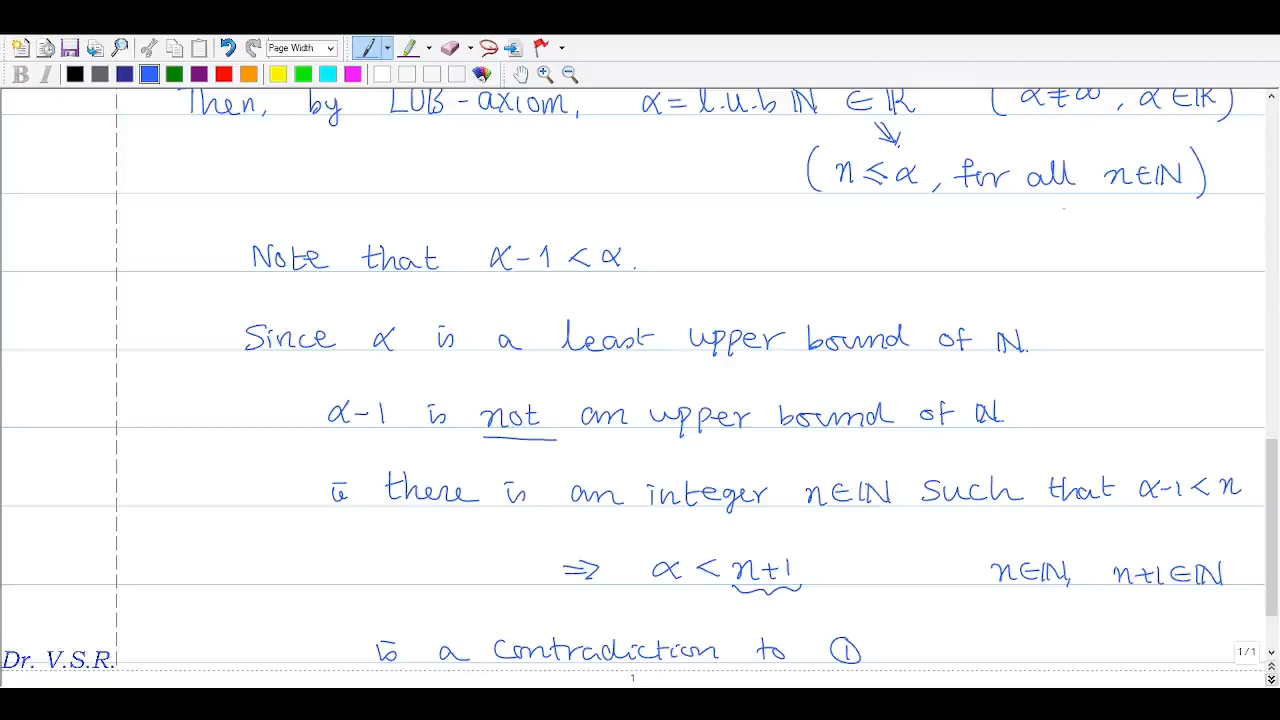 Page Width
B I
Then, by LUB-axiom, α = l.u.b ℕ ∈ ℝ (α ≠ ∞, α ∈ ℝ)
(n ≤ α, for all n ∈ ℕ)
Note that α - 1 < α.
Since α is a least upper bound of ℕ.
α - 1 is not an upper bound of ℕ
is there is an integer n ∈ ℕ such that α - 1 < n
⇒ α < n + 1 n ∈ ℕ, n + 1 ∈ ℕ
is a contradiction to ①
Dr. V.S.R.
1/1
1